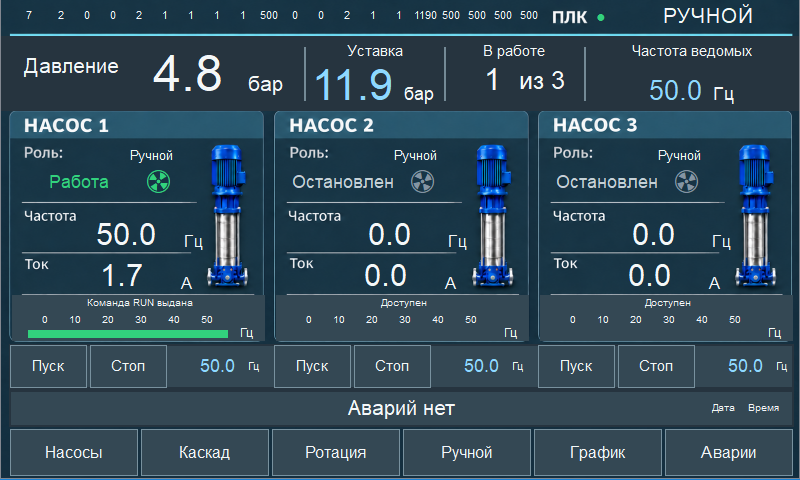 7 2 0 0 2 1 1 1 1 500 0 0 2 1 1 1190 500 500 500 500 ПЛК РУЧНОЙ
Давление 4.8 бар
Уставка
11.9 бар
В работе
1 из 3
Частота ведомых
50.0 Гц
НАСОС 1
Роль: Ручной
Работа
Частота
50.0 Гц
Ток
1.7 А
Команда RUN выдана
0 10 20 30 40 50
Гц
Пуск Стоп 50.0 Гц
НАСОС 2
Роль: Ручной
Остановлен
Частота
0.0 Гц
Ток
0.0 А
Доступен
0 10 20 30 40 50
Гц
Пуск Стоп 50.0 Гц
НАСОС 3
Роль: Ручной
Остановлен
Частота
0.0 Гц
Ток
0.0 А
Доступен
0 10 20 30 40 50
Гц
Пуск Стоп 50.0 Гц
Аварий нет Дата Время
Насосы Каскад Ротация Ручной График Аварии